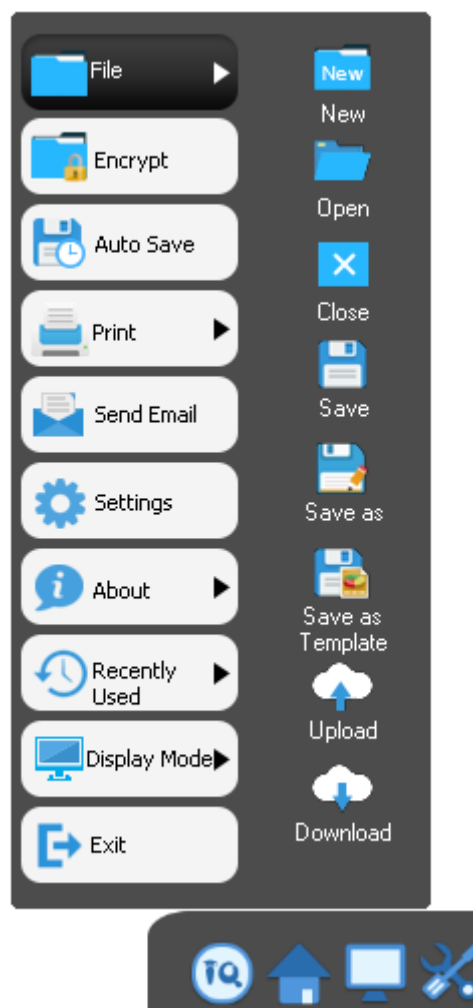 File
Encrypt
Auto Save
Print
Send Email
Settings
About
Recently
Used
Display Mode
Exit
New
New
Open
Close
Save
Save as
Save as
Template
Upload
Download
IQ